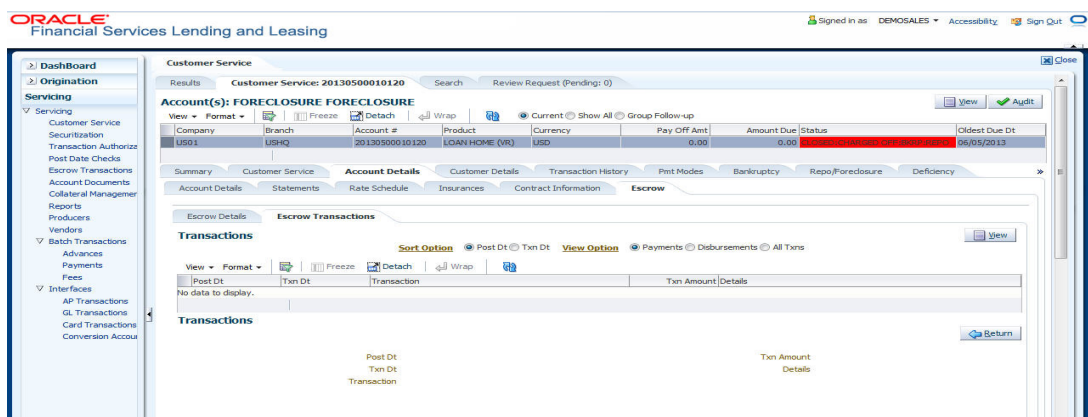 ORACLE
Financial Services Lending and Leasing
Signed in as DEMOSALES Accessibility Sign Out
Close
DashBoard
Origination
Servicing
Servicing
Customer Service
Securitization
Transaction Authoriza
Post Date Checks
Escrow Transactions
Account Documents
Collateral Managemer
Reports
Producers
Vendors
Batch Transactions
Advances
Payments
Fees
Interfaces
AP Transactions
GL Transactions
Card Transactions
Conversion Accour
Customer Service
Results Customer Service: 20130500010120 Search Review Request (Pending: 0)
Account(s): FORECLOSURE FORECLOSURE
View Audit
View Format Freeze Detach Wrap Current Show All Group Follow-up
Company Branch Account # Product Currency Pay Off Amt Amount Due Status Oldest Due Dt
US01 USHQ 20130500010120 LOAN HOME (VR) USD 0.00 0.00 06/05/2013
Summary Customer Service Account Details Customer Details Transaction History Pmt Modes Bankruptcy Repo/Foreclosure Deficiency »
Account Details Statements Rate Schedule Insurances Contract Information Escrow
Escrow Details Escrow Transactions
Transactions
View
Sort Option Post Dt Txn Dt View Option Payments Disbursements All Txns
View Format Freeze Detach Wrap
Post Dt Txn Dt Transaction Txn Amount Details
No data to display.
Transactions
Return
Post Dt Txn Amount
Txn Dt Details
Transaction